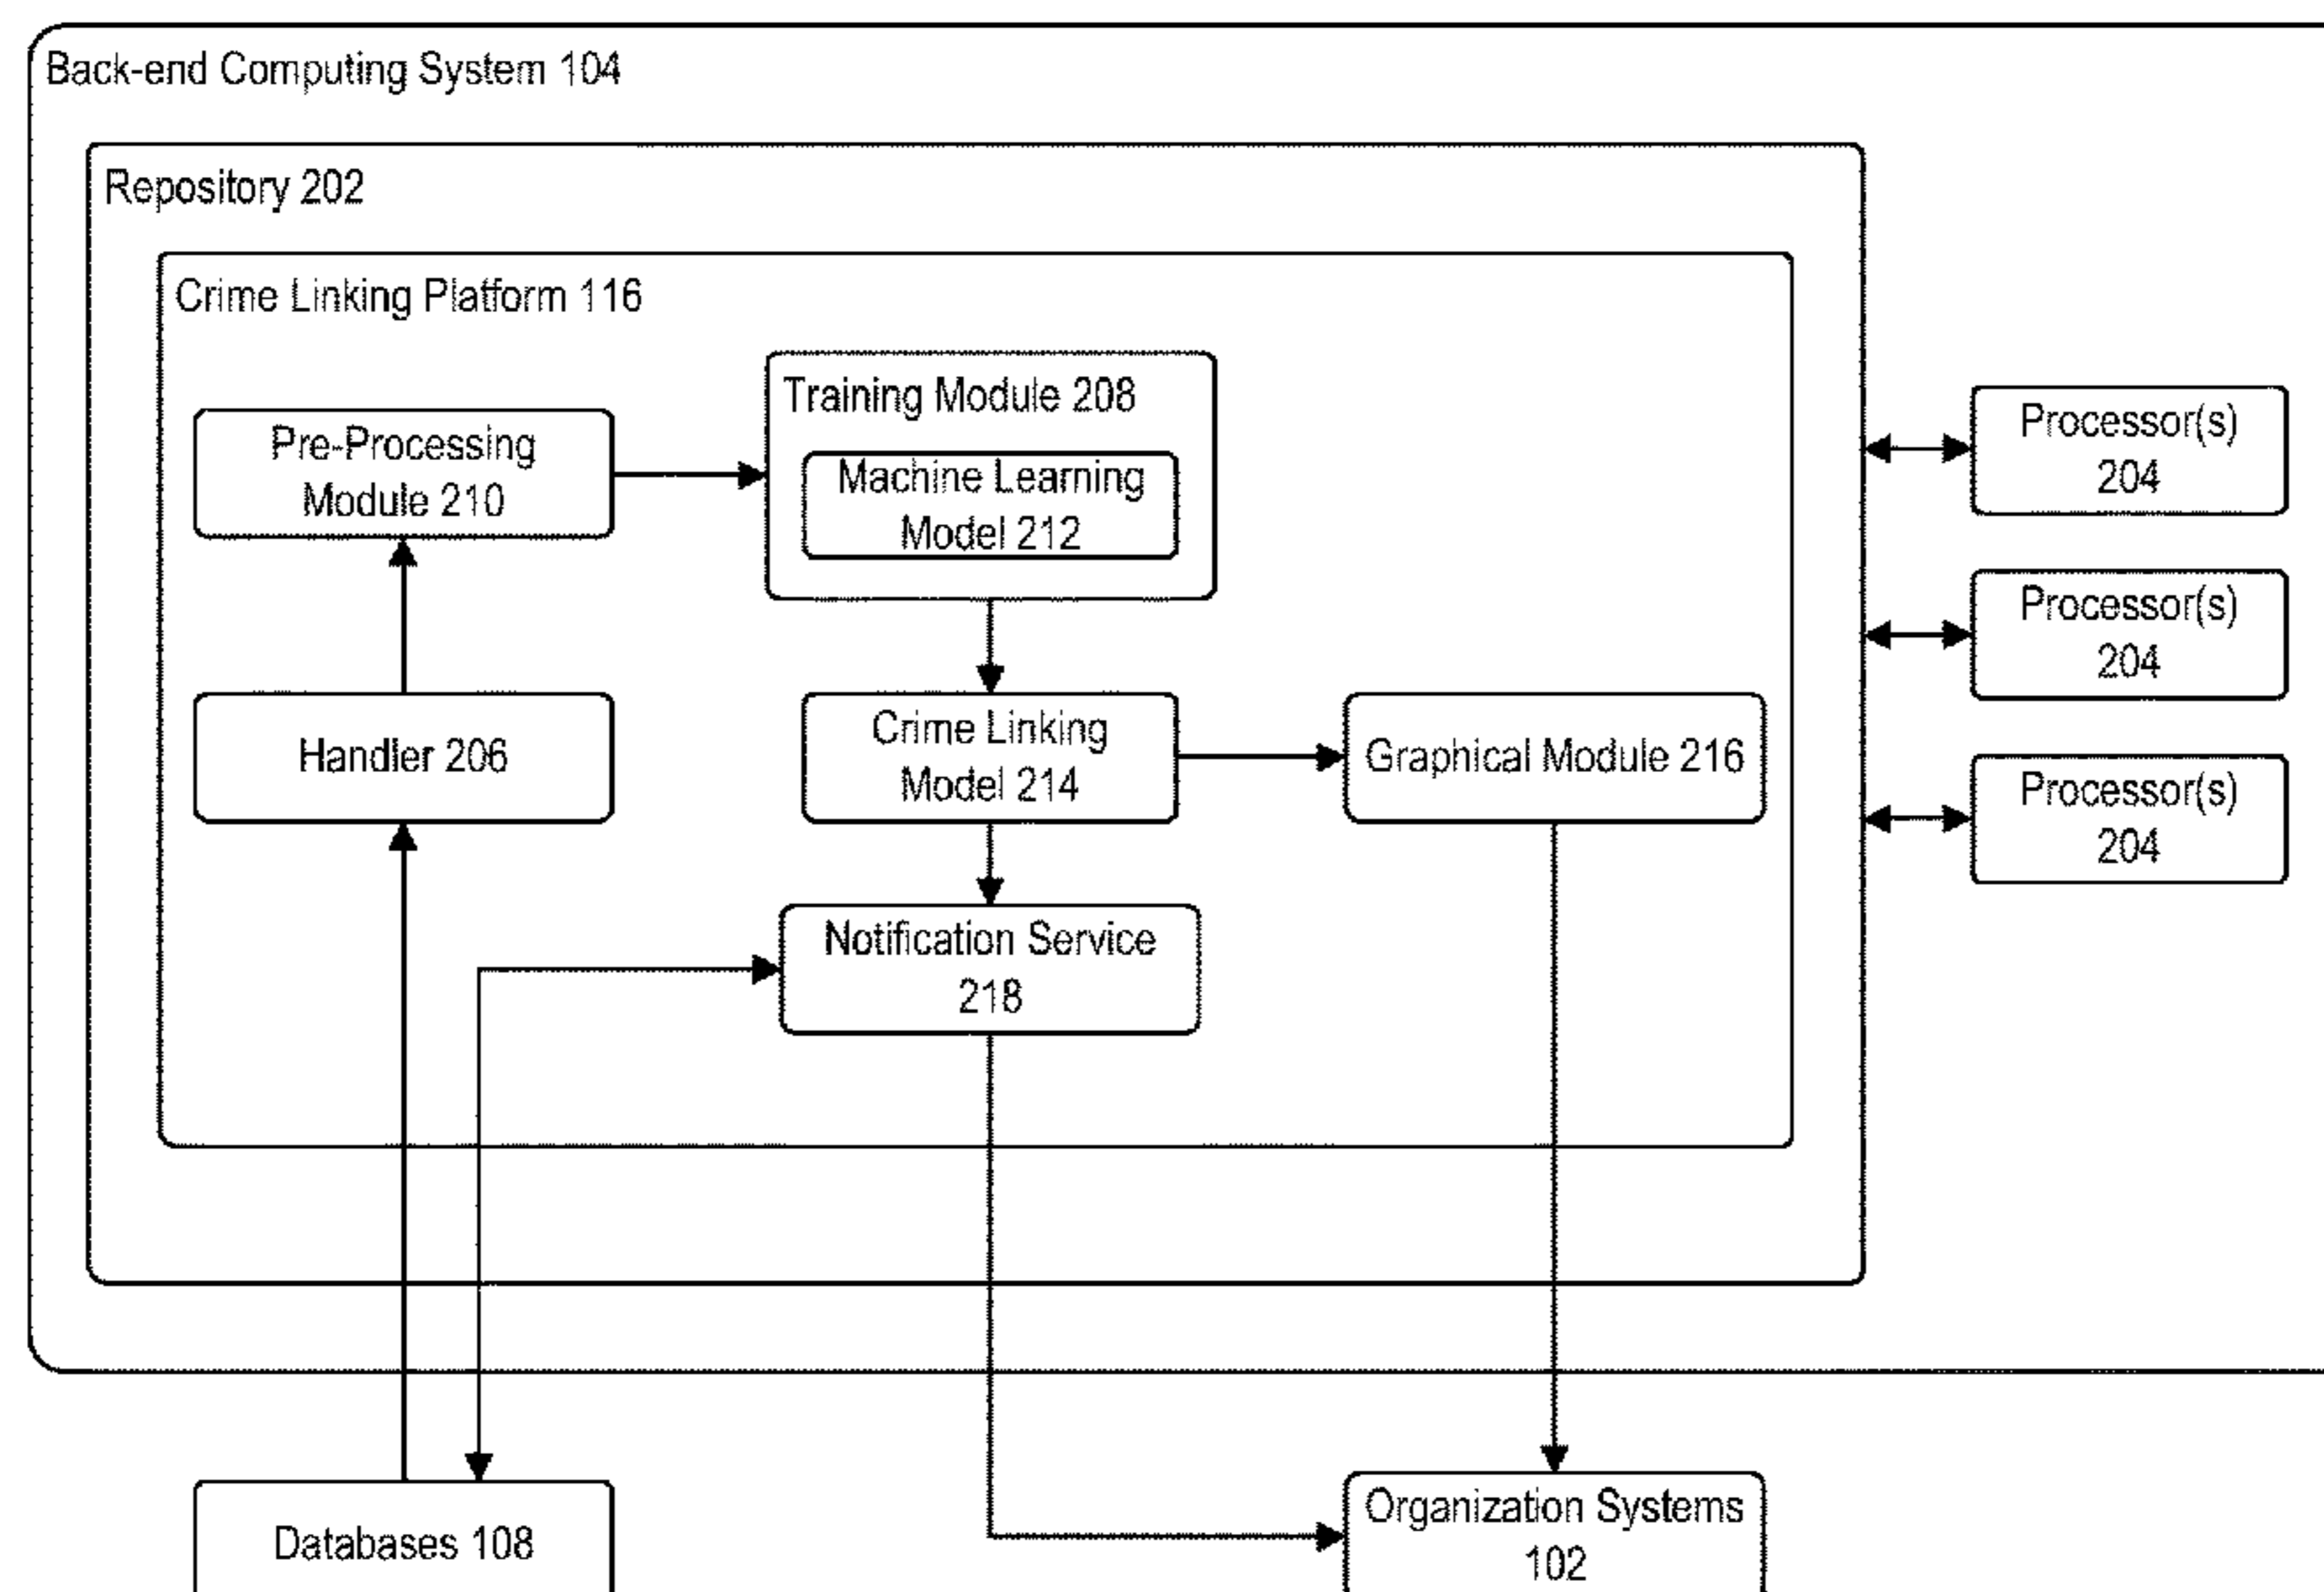 Back-end Computing System 104
Repository 202
Crime Linking Platform 116
Training Module 208
Pre-Processing
Module 210
Machine Learning
Model 212
Processor(s)
204
Processor(s)
204
Handler 206
Crime Linking
Model 214
Graphical Module 216
Processor(s)
204
Notification Service
218
Databases 108
Organization Systems
102